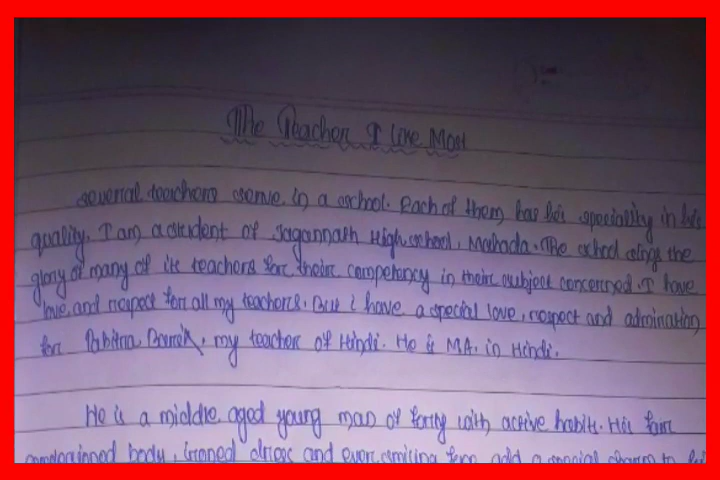 The Teacher I Like Most
several teachers serve in a school. Each of them has his speciality in his
quality. I am a student of Jagannath High school, Mahada. The school sings the
glory of many of its teachers for their competency in their subject concerned. I have
love and respect for all my teachers. But i have a special love, respect and admiration
for Pabitra Barik, my teacher of Hindi. He is MA. in Hindi.
He is a middle aged young man of forty with active habits. His fair
complexioned body, ironed dress and ever smiling face add a special charm to his